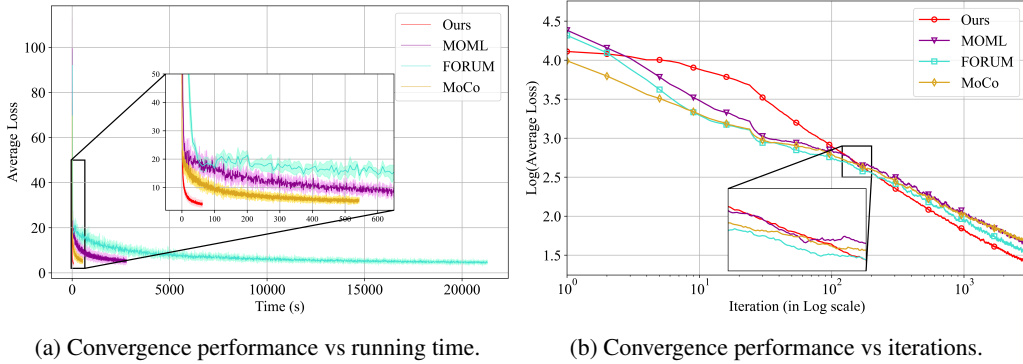 100
80
60
40
20
0
Average Loss
0
5000
10000
15000
20000
Time (s)
50
40
30
20
10
0
100
200
300
400
500
600
Ours
MOML
FORUM
MoCo
(a) Convergence performance vs running time.
4.5
4.0
3.5
3.0
2.5
2.0
1.5
Log(Average Loss)
10^0
10^1
10^2
10^3
Iteration (in Log scale)
Ours
MOML
FORUM
MoCo
(b) Convergence performance vs iterations.